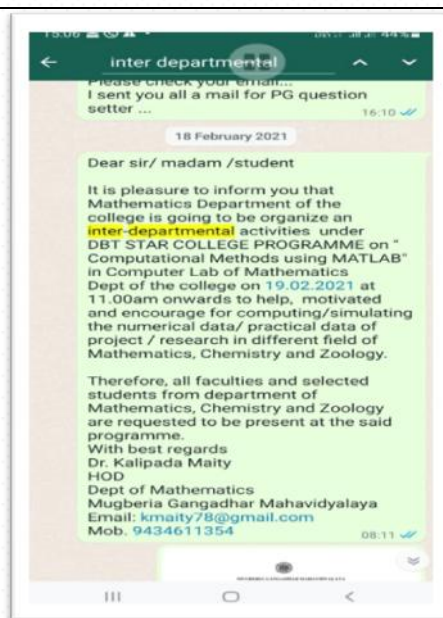 15:06
44%
inter departmental
Please check your email...
I sent you all a mail for PG question
setter ...
16:10
18 February 2021
Dear sir/ madam /student
It is pleasure to inform you that
Mathematics Department of the
college is going to be organize an
inter-departmental activities under
DBT STAR COLLEGE PROGRAMME on "
Computational Methods using MATLAB"
in Computer Lab of Mathematics
Dept of the college on 19.02.2021 at
11.00am onwards to help, motivated
and encourage for computing/simulating
the numerical data/ practical data of
project / research in different field of
Mathematics, Chemistry and Zoology.
Therefore, all faculties and selected
students from department of
Mathematics, Chemistry and Zoology
are requested to be present at the said
programme.
With best regards
Dr. Kalipada Maity
HOD
Dept of Mathematics
Mugberia Gangadhar Mahavidyalaya
Email: kmaity78@gmail.com
Mob. 9434611354
08:11